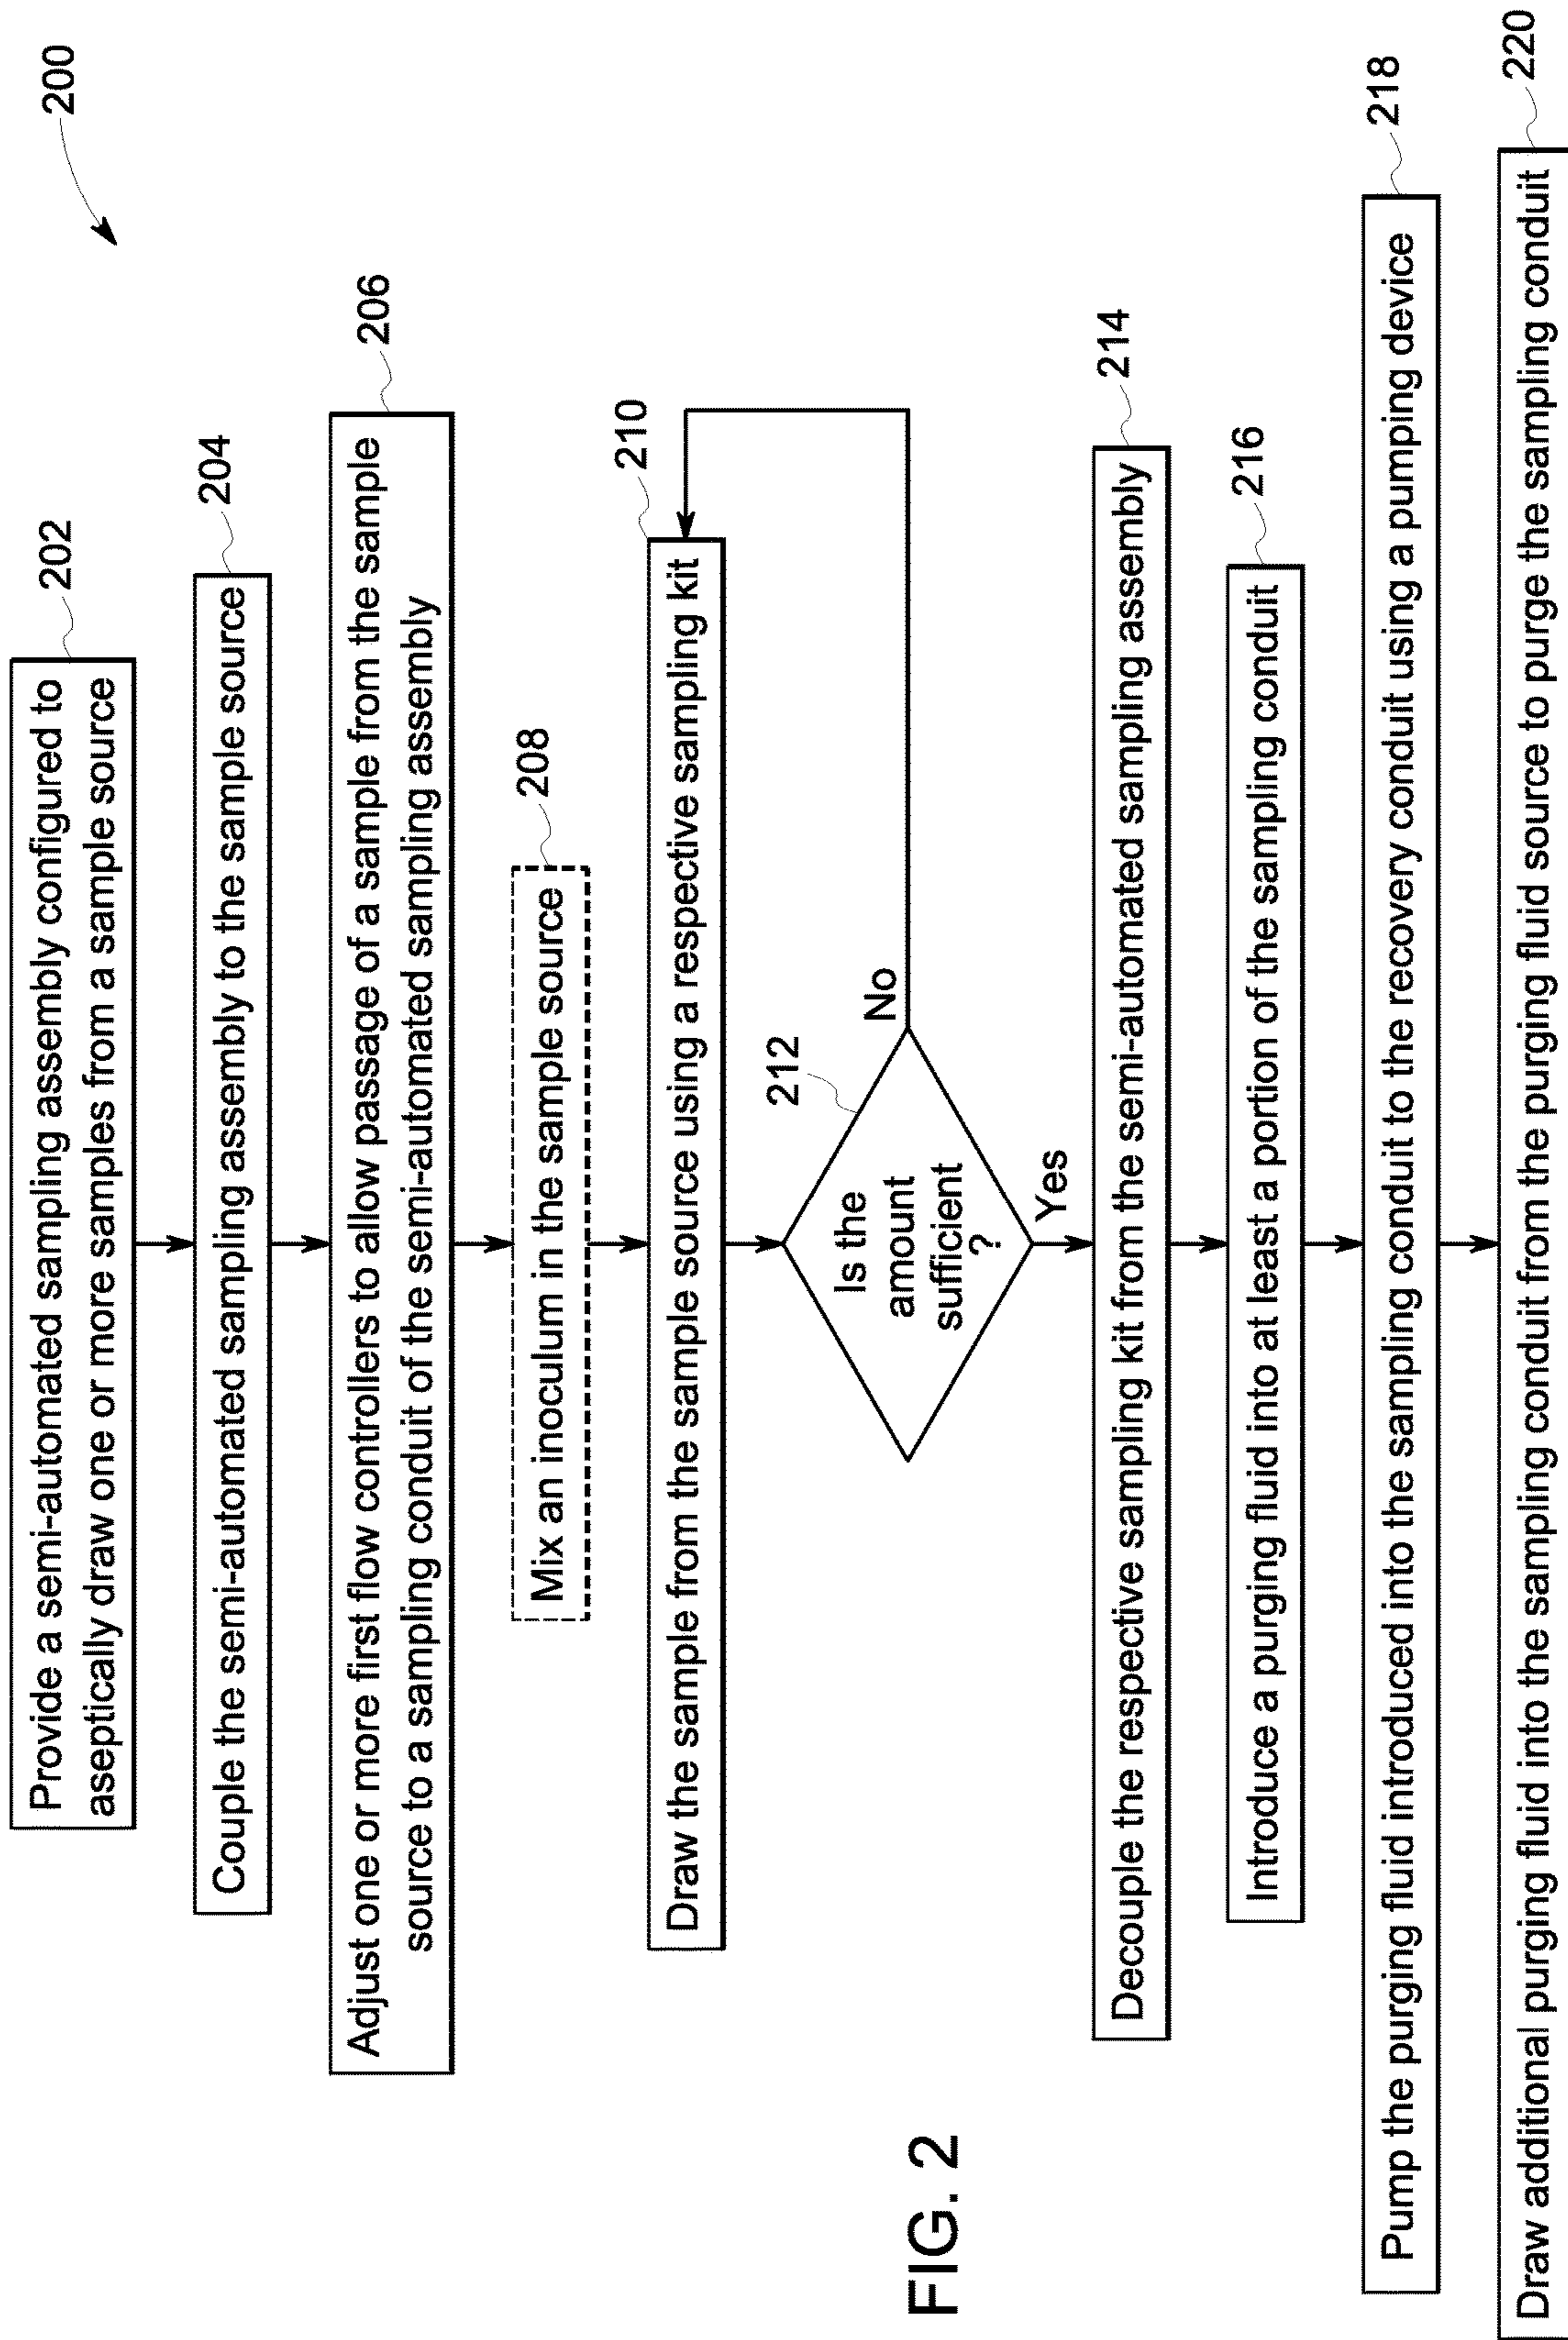 200
Provide a semi-automated sampling assembly configured to
aseptically draw one or more samples from a sample source
202
Couple the semi-automated sampling assembly to the sample source
204
Adjust one or more first flow controllers to allow passage of a sample from the sample
source to a sampling conduit of the semi-automated sampling assembly
206
Mix an inoculum in the sample source
208
Draw the sample from the sample source using a respective sampling kit
210
Is the
amount
sufficient
?
212
No
Yes
Decouple the respective sampling kit from the semi-automated sampling assembly
214
Introduce a purging fluid into at least a portion of the sampling conduit
216
Pump the purging fluid introduced into the sampling conduit to the recovery conduit using a pumping device
218
Draw additional purging fluid into the sampling conduit from the purging fluid source to purge the sampling conduit
220
FIG. 2